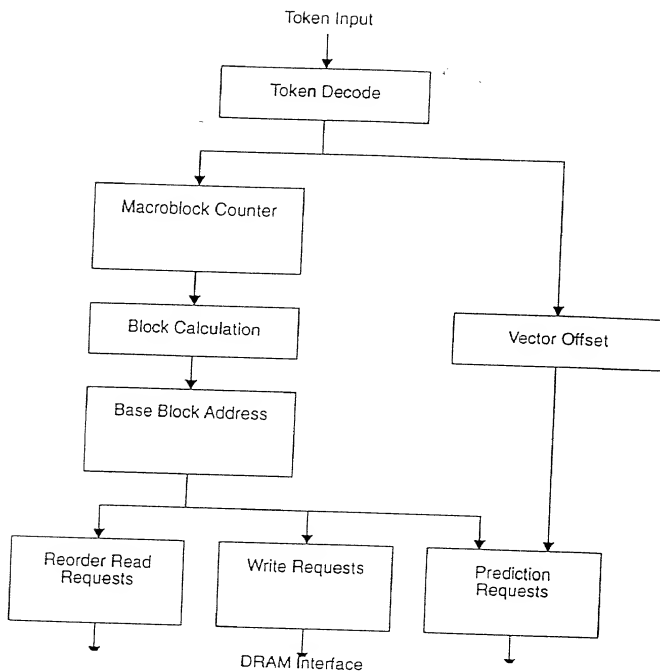 Token Input
Token Decode
Macroblock Counter
Block Calculation
Vector Offset
Base Block Address
Reorder Read
Requests
Write Requests
Prediction
Requests
DRAM Interface